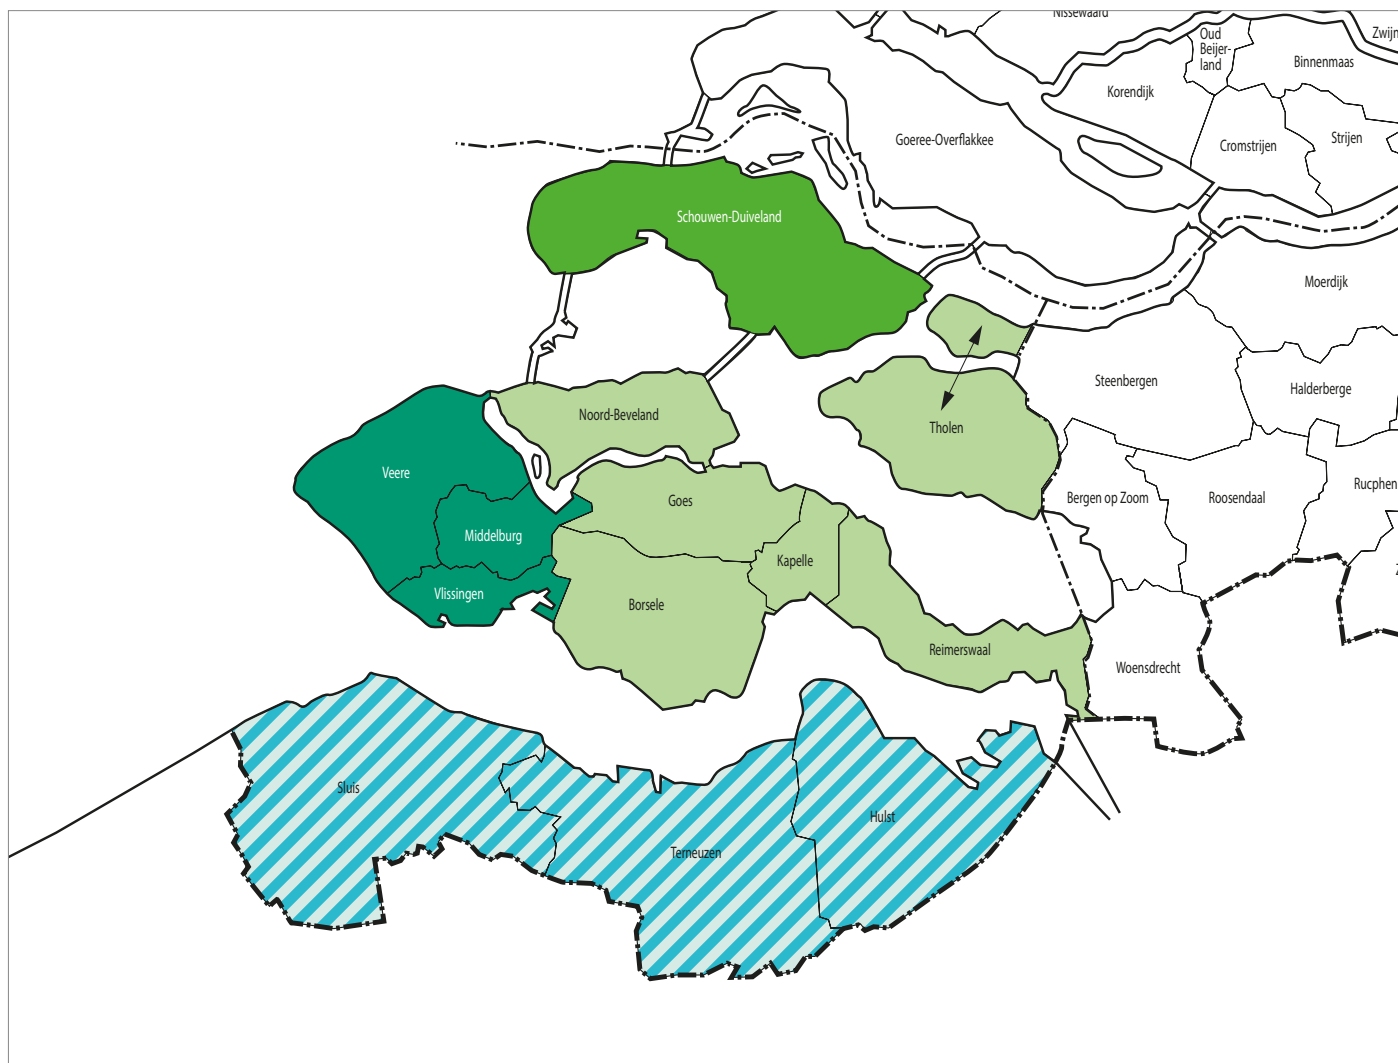 Nissewaard
Zwijn
Oud
Beijer-
land
Binnenmaas
Korendijk
Strijen
Goeree-Overflakkee
Cromstrijen
Schouwen-Duiveland
Moerdijk
Steenbergen
Halderberge
Noord-Beveland
Tholen
Veere
Rucphen
Goes
Bergen op Zoom
Roosendaal
Middelburg
Kapelle
Z
Vlissingen
Borsele
Reimerswaal
Woensdrecht
Sluis
Hulst
Terneuzen